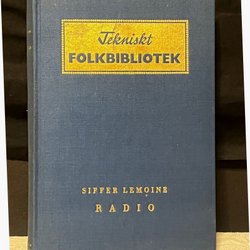 Tekniskt
FOLKBIBLIOTEK
SIFFER LEMOINE
RADIO